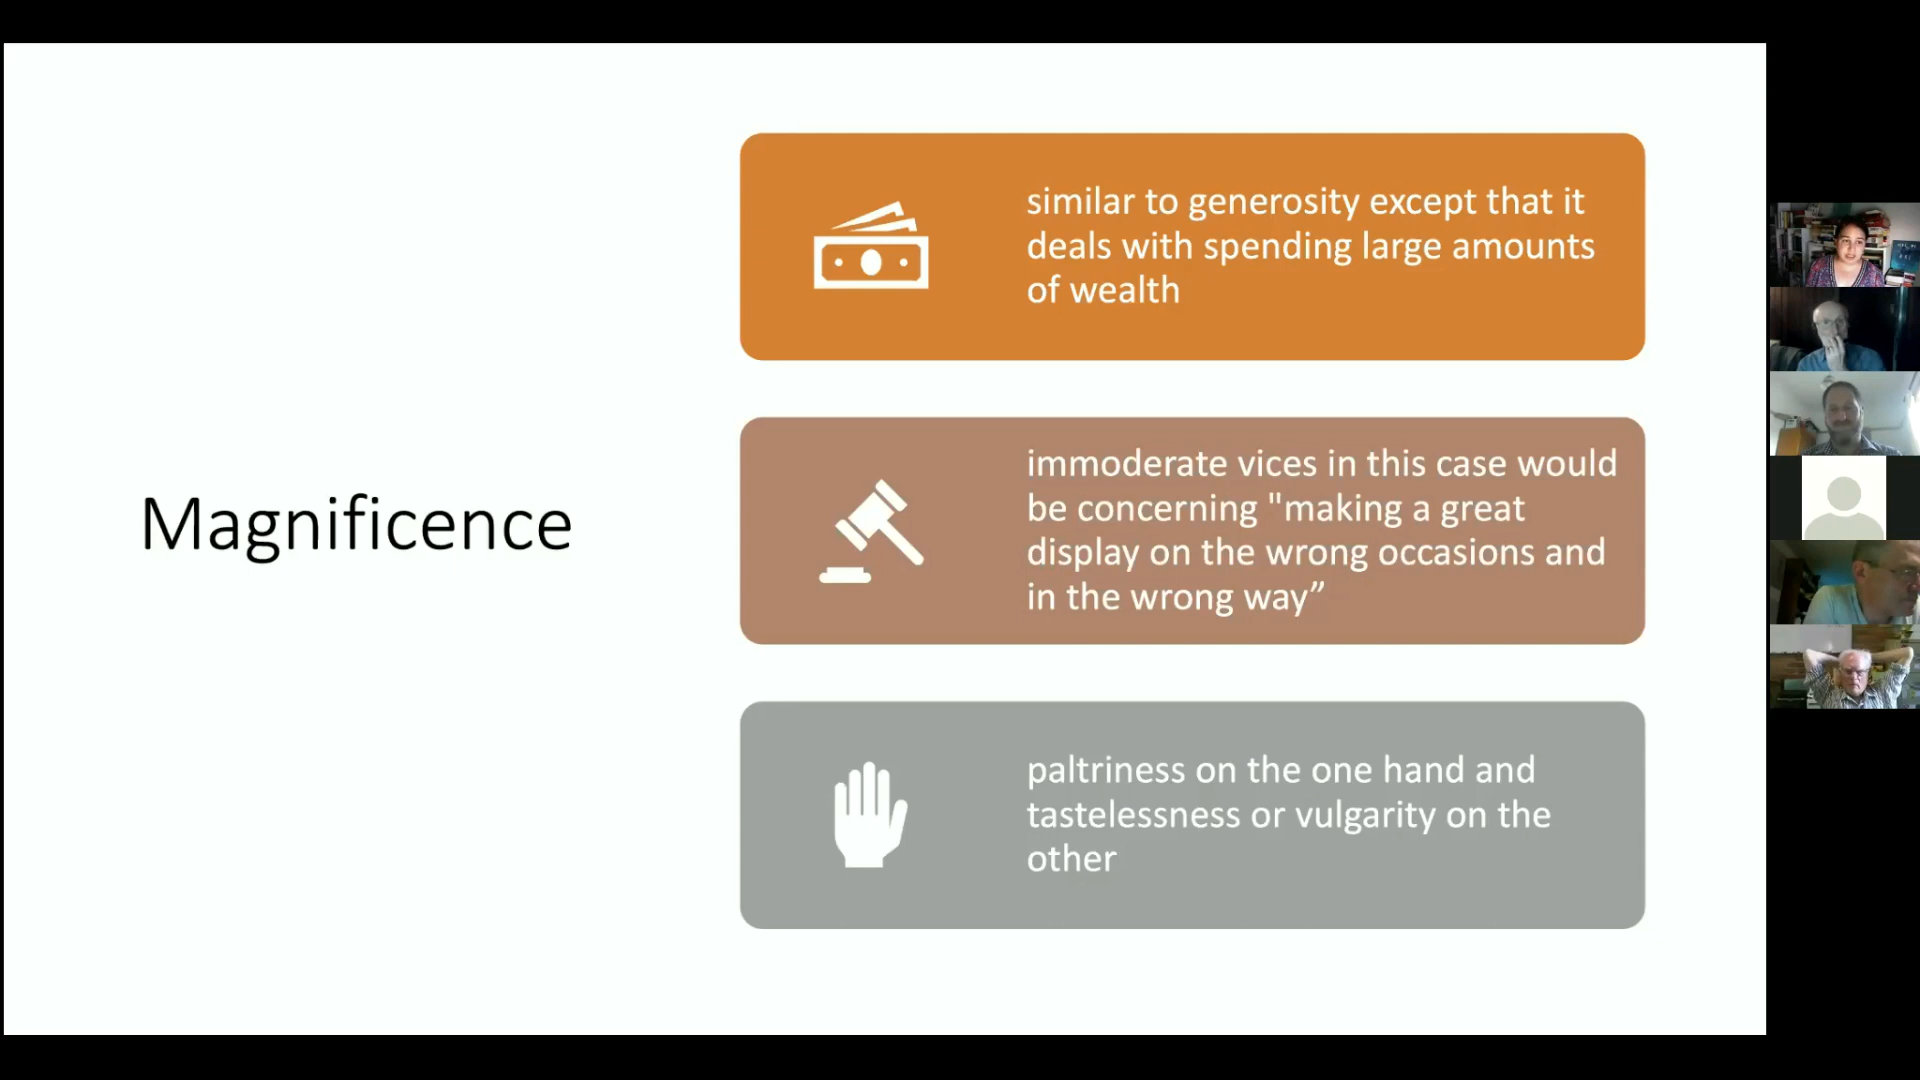 Magnificence
similar to generosity except that it
deals with spending large amounts
of wealth
immoderate vices in this case would
be concerning "making a great
display on the wrong occasions and
in the wrong way”
paltriness on the one hand and
tastelessness or vulgarity on the
other